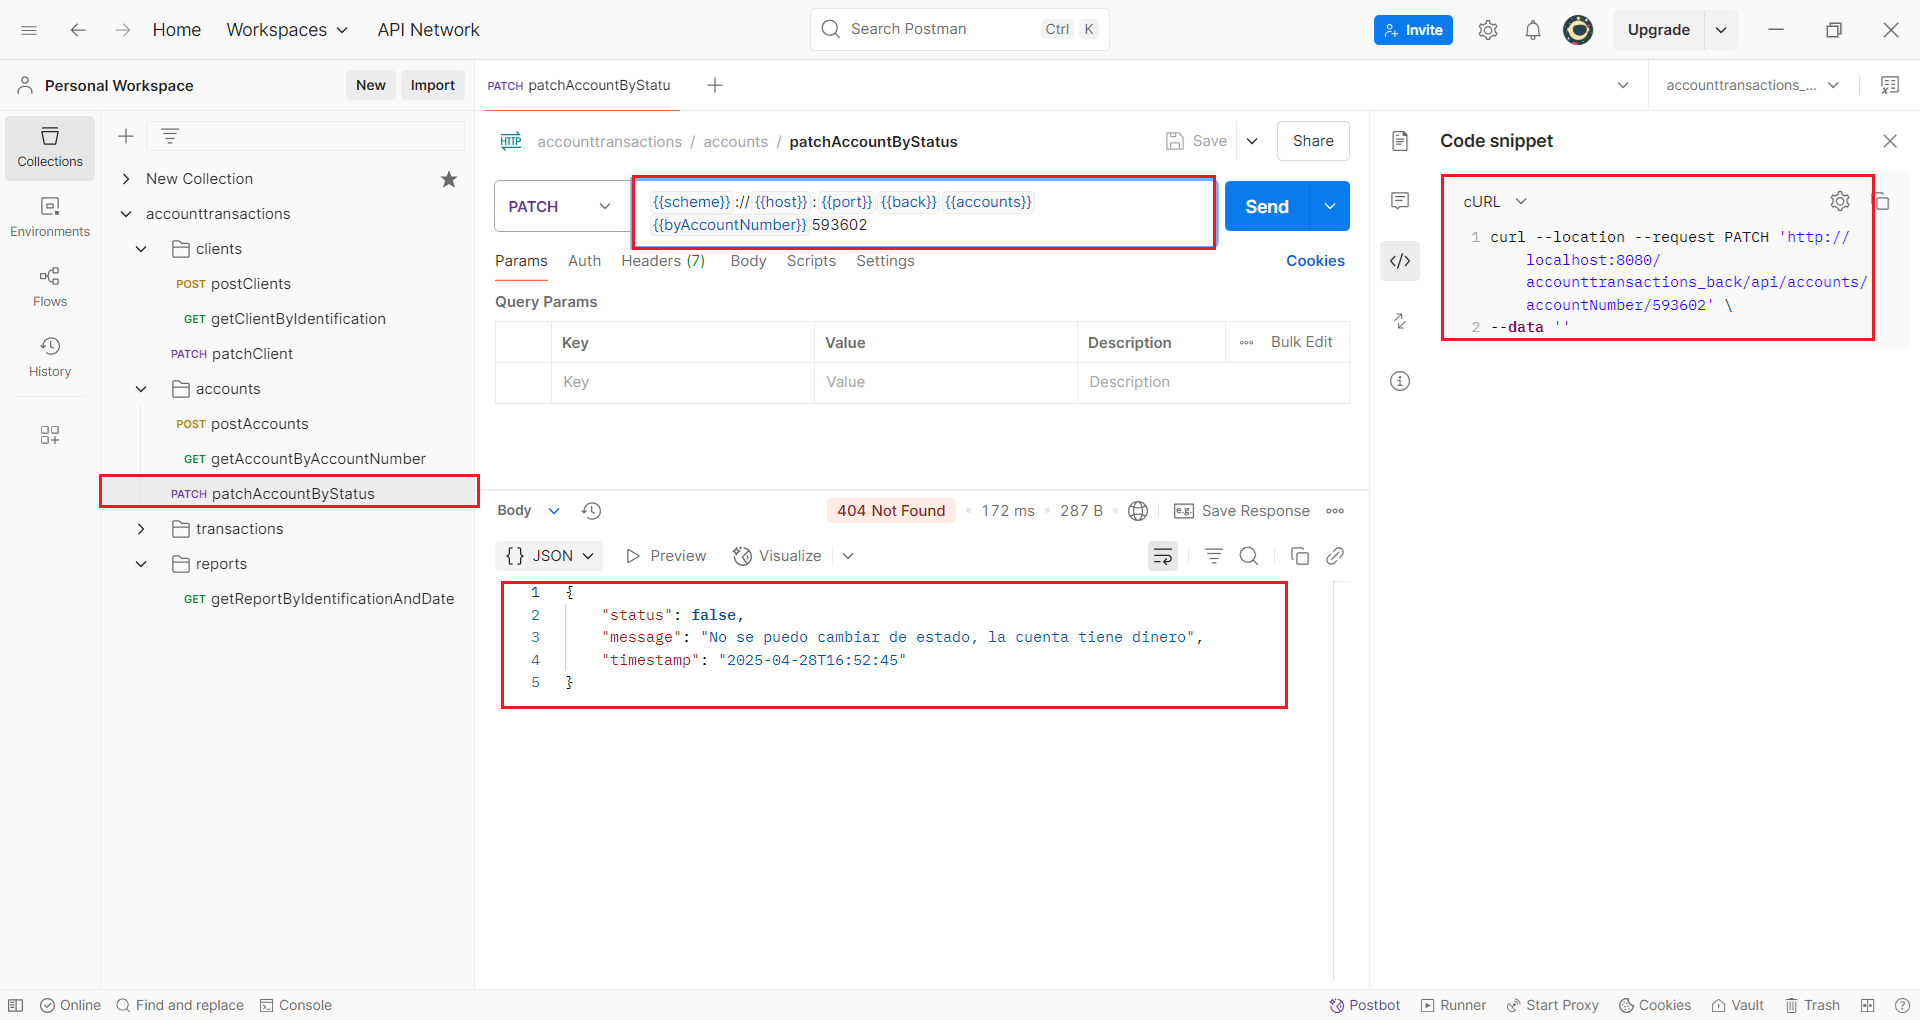 Home
Workspaces
API Network
Search Postman
Ctrl K
Invite
Upgrade
Personal Workspace
New
Import
PATCH patchAccountByStatu
accounttransactions_...
Collections
Environments
Flows
History
New Collection
accounttransactions
clients
POST postClients
GET getClientByIdentification
PATCH patchClient
accounts
POST postAccounts
GET getAccountByAccountNumber
PATCH patchAccountByStatus
transactions
reports
GET getReportByIdentificationAndDate
HTTP accounttransactions / accounts / patchAccountByStatus
Save
Share
PATCH
{{scheme}} :// {{host}} : {{port}} {{back}} {{accounts}}
{{byAccountNumber}} 593602
Send
Params Auth Headers (7) Body Scripts Settings
Cookies
Query Params
Key Value Description Bulk Edit
Key Value Description
Body
404 Not Found 172 ms 287 B
e.g. Save Response
{} JSON
Preview
Visualize
1 {
2 "status": false,
3 "message": "No se puedo cambiar de estado, la cuenta tiene dinero",
4 "timestamp": "2025-04-28T16:52:45"
5 }
Code snippet
cURL
1 curl --location --request PATCH 'http://
localhost:8080/
accounttransactions_back/api/accounts/
accountNumber/593602' \
2 --data ''
Online
Find and replace
Console
Postbot
Runner
Start Proxy
Cookies
Vault
Trash